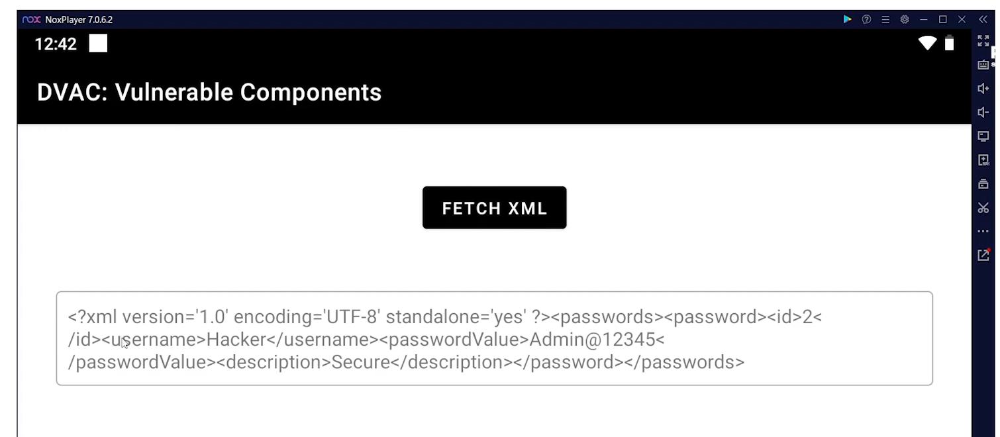 nox NoxPlayer 7.0.6.2
12:42
DVAC: Vulnerable Components
FETCH XML
<?xml version='1.0' encoding='UTF-8' standalone='yes' ?><passwords><password><id>2<
/id><username>Hacker</username><passwordValue>Admin@12345<
/passwordValue><description>Secure</description></password></passwords>